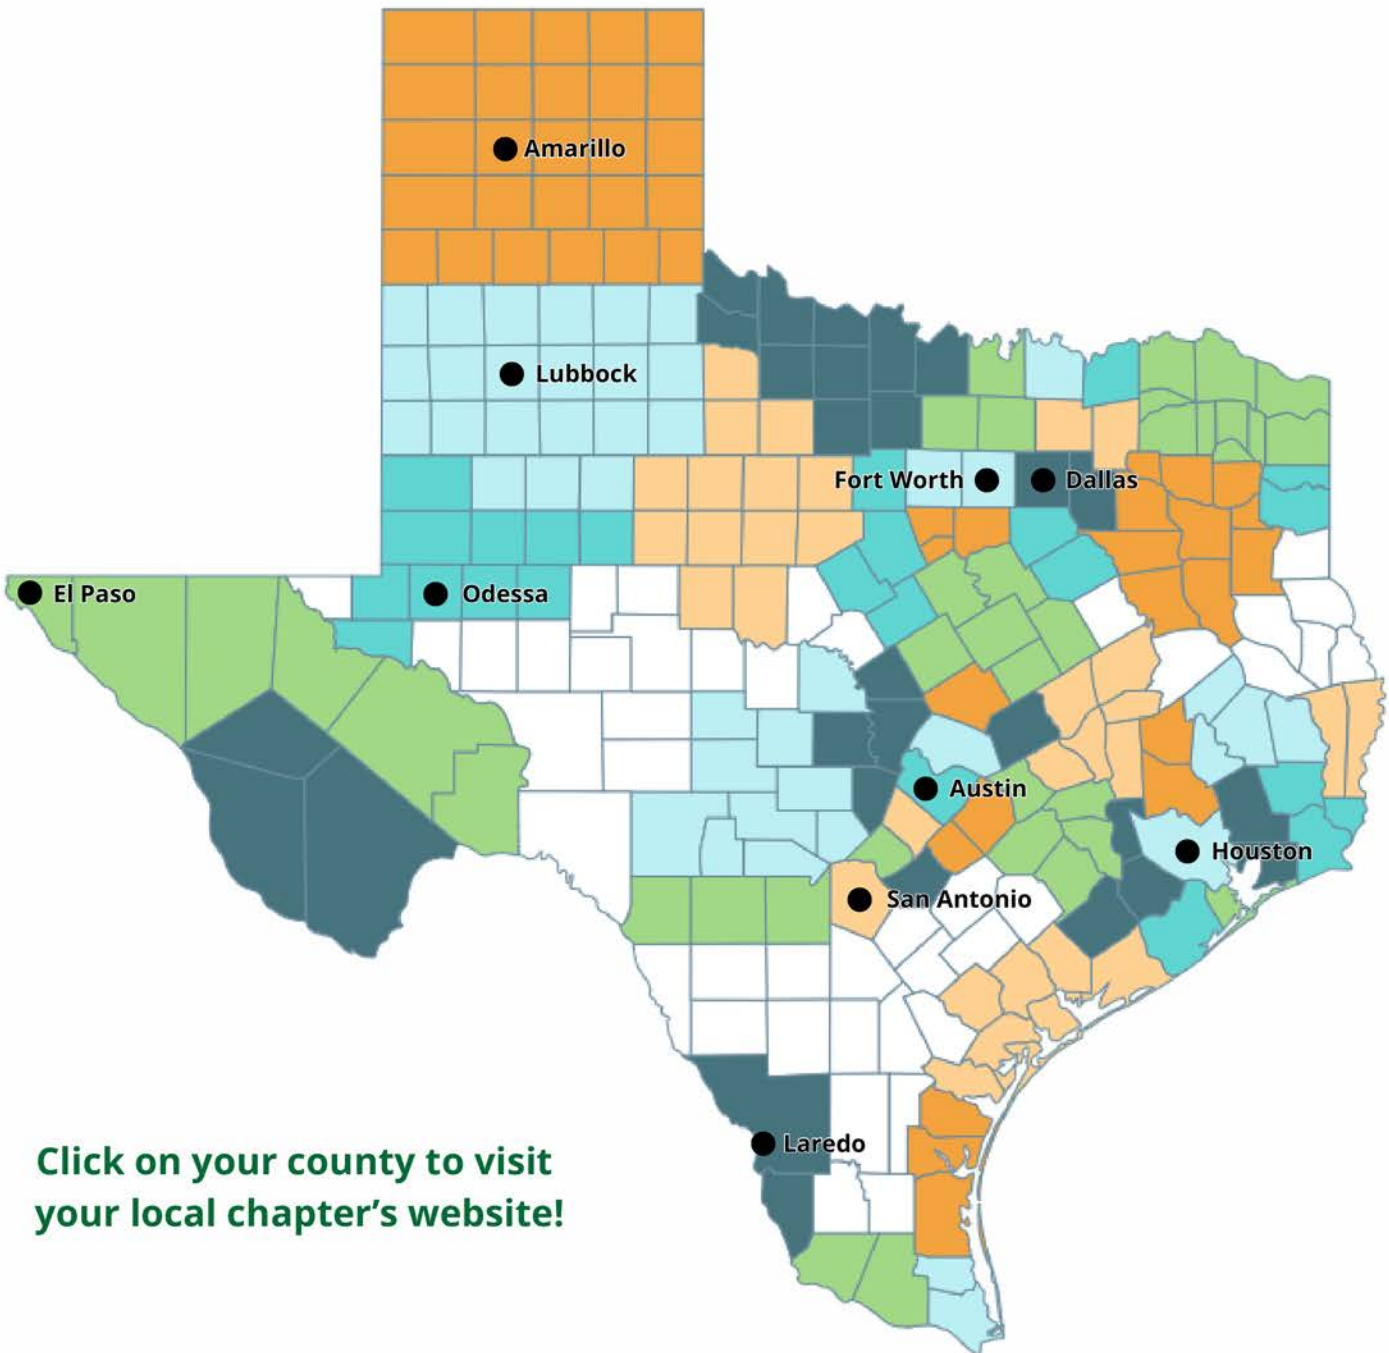 Amarillo
Lubbock
Fort Worth
Dallas
El Paso
Odessa
Austin
Houston
San Antonio
Laredo
Click on your county to visit
your local chapter’s website!